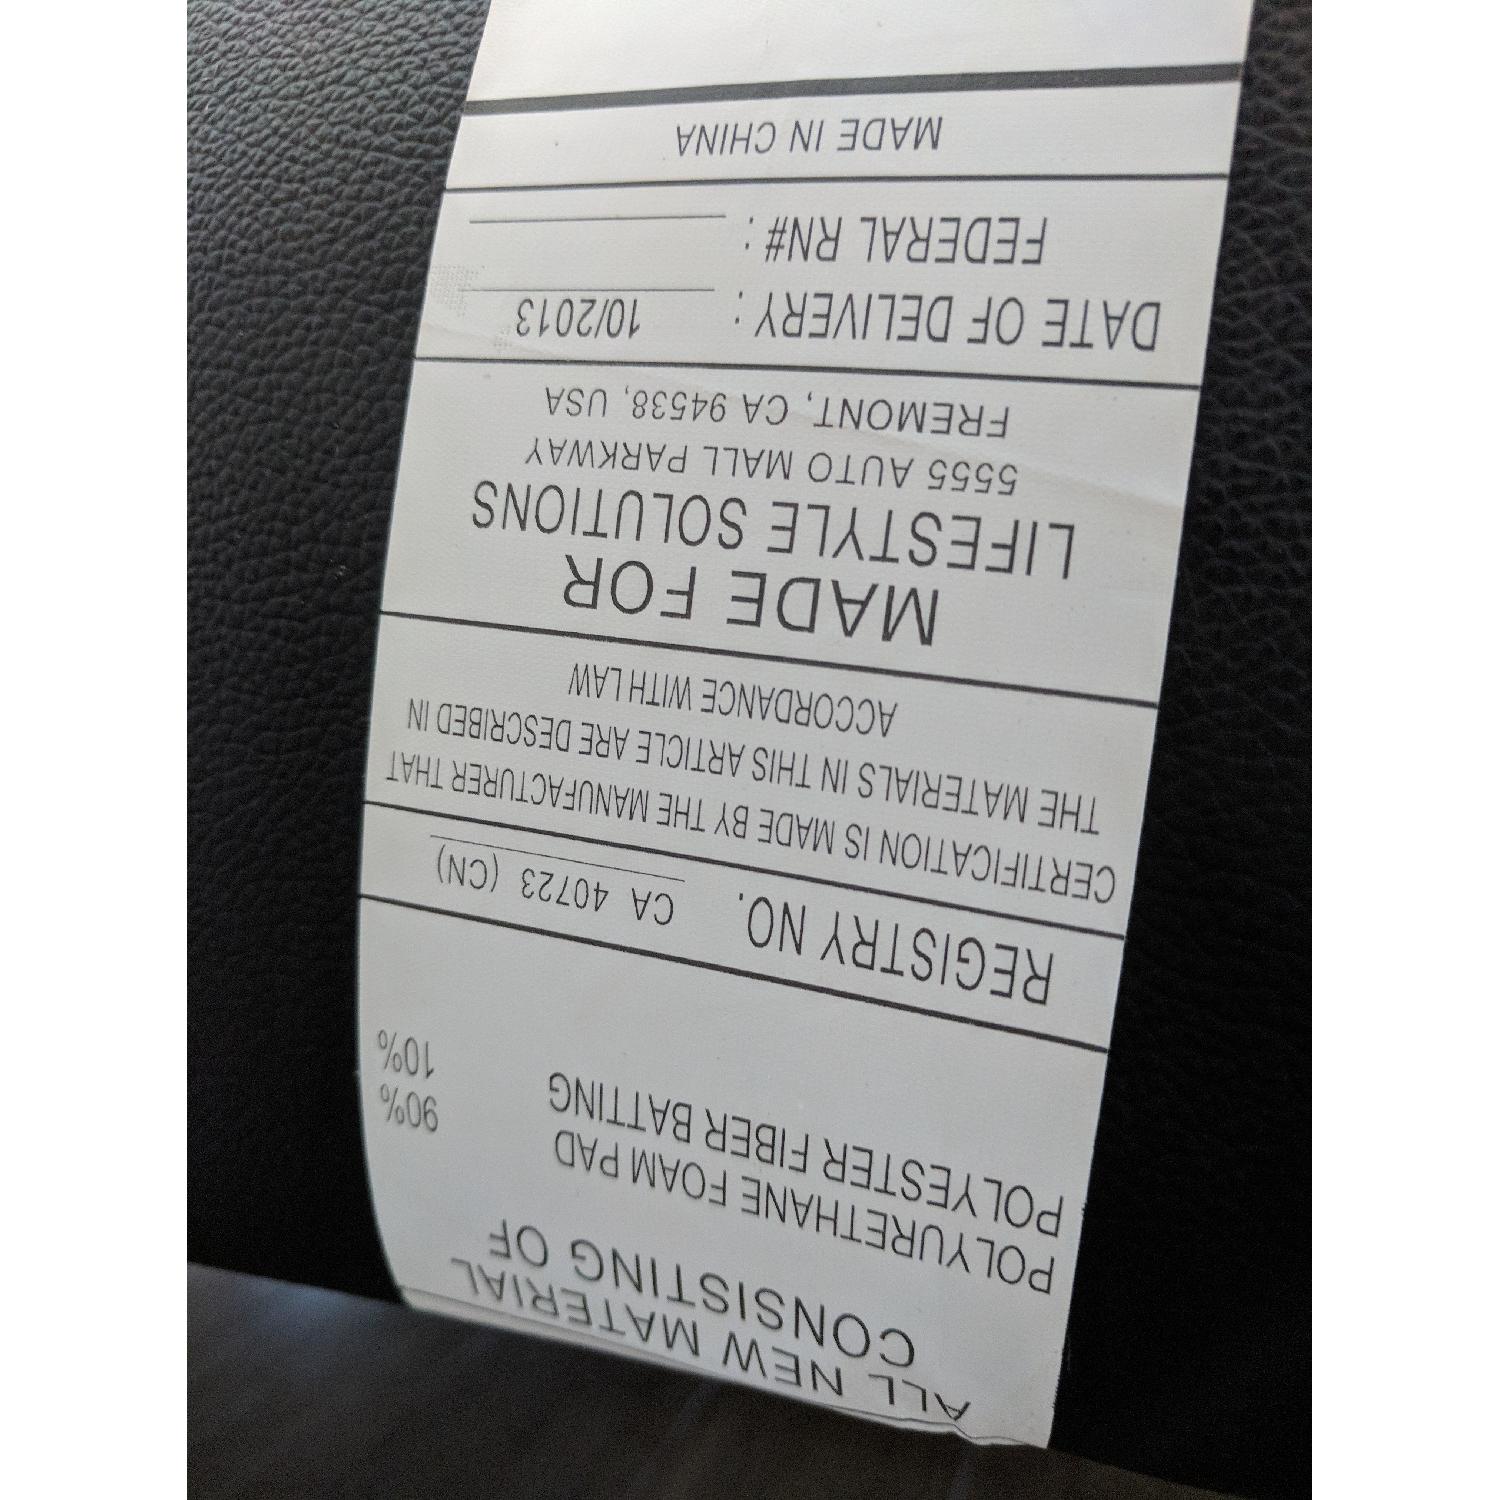 ALL NEW MATERIAL
CONSISTING OF
POLYURETHANE FOAM PAD 90%
POLYESTER FIBER BATTING 10%
REGISTRY NO. CA 40723 (CN)
CERTIFICATION IS MADE BY THE MANUFACTURER THAT
THE MATERIALS IN THIS ARTICLE ARE DESCRIBED IN
ACCORDANCE WITH LAW
MADE FOR
LIFESTYLE SOLUTIONS
5555 AUTO MALL PARKWAY
FREMONT, CA 94538, USA
DATE OF DELIVERY : 10/2013
FEDERAL RN# :
MADE IN CHINA